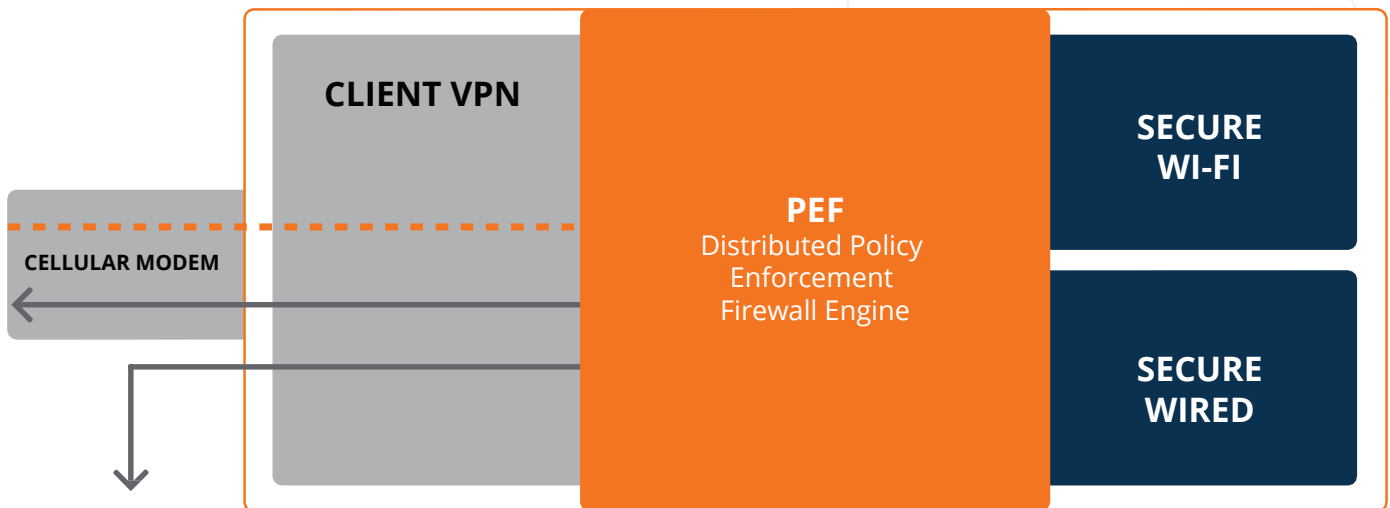 CLIENT VPN
CELLULAR MODEM
PEF
Distributed Policy
Enforcement
Firewall Engine
SECURE
WI-FI
SECURE
WIRED